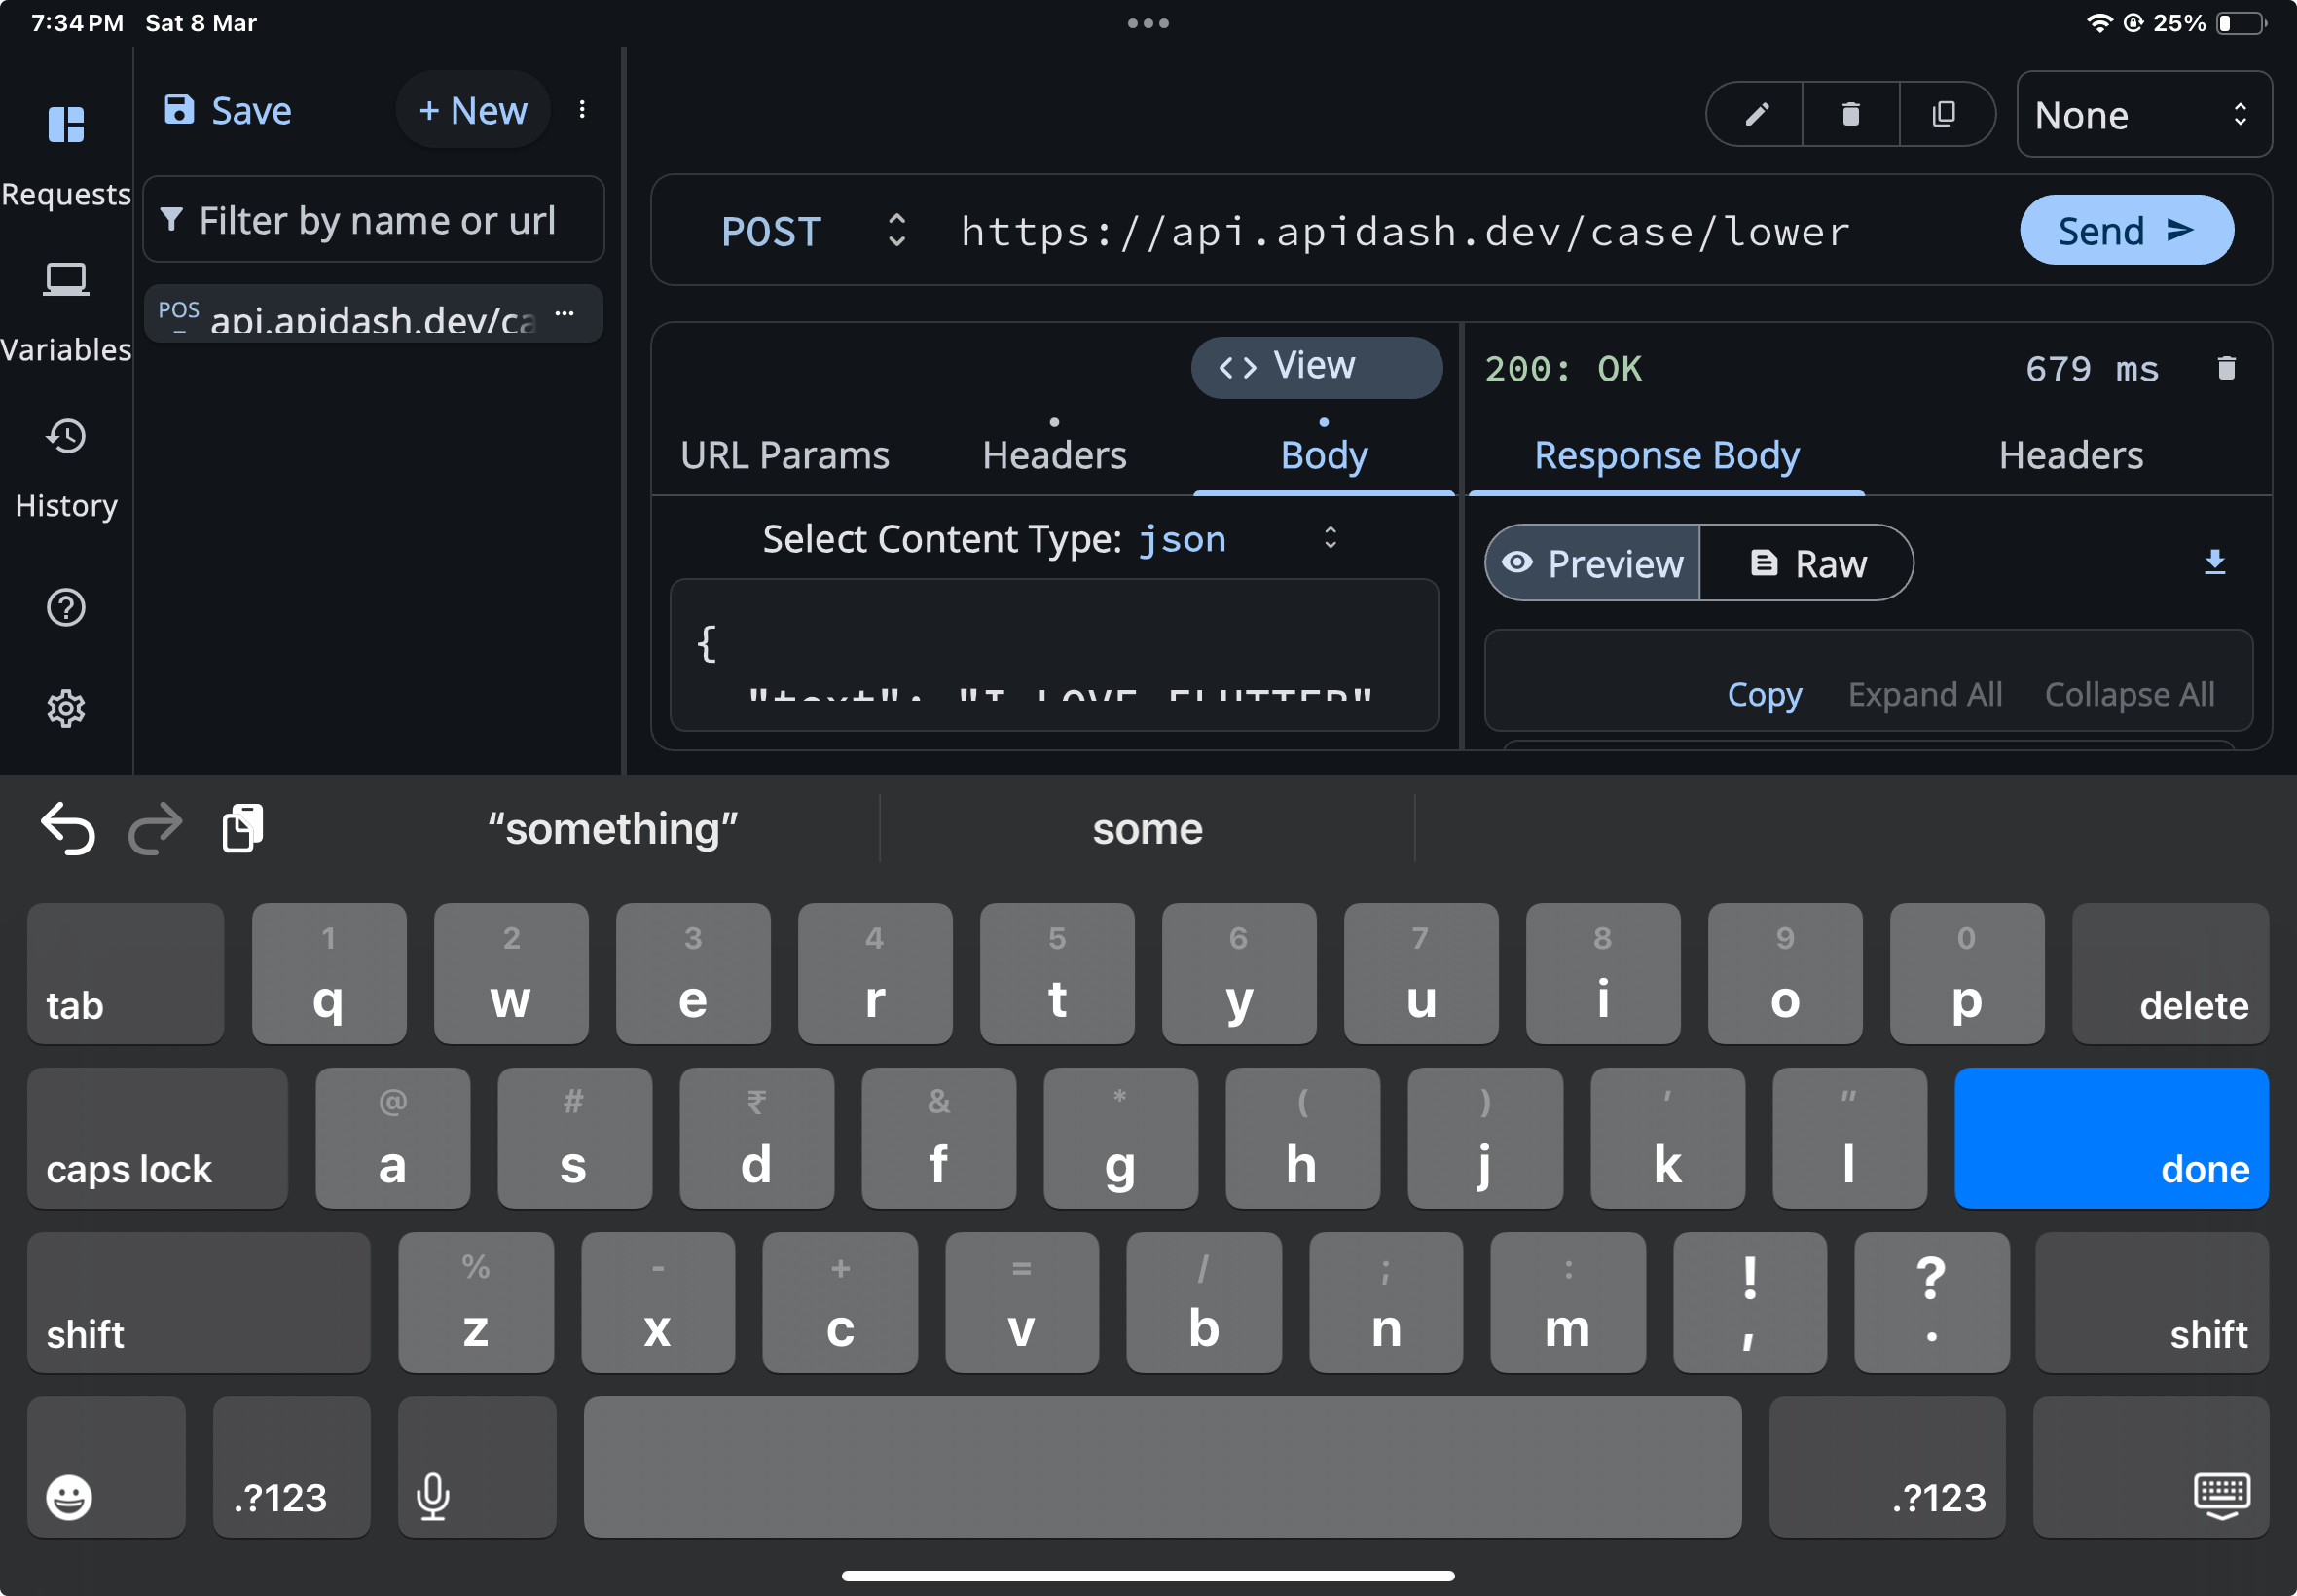 7:34 PM Sat 8 Mar
25%
Save
+ New
None
Requests
Filter by name or url
POST
https://api.apidash.dev/case/lower
Send
POS
api.apidash.dev/ca
Variables
View
200: OK
679 ms
URL Params
Headers
Body
Response Body
Headers
History
Select Content Type: json
Preview
Raw
{
"text": "I LOVE FLUTTER"
Copy
Expand All
Collapse All
“something”
some
1 2 3 4 5 6 7 8 9 0
tab q w e r t y u i o p delete
@ # ₹ & * ( ) ' "
caps lock a s d f g h j k l done
% - + = / ; : ! ?
shift z x c v b n m , . shift
.?123
.?123